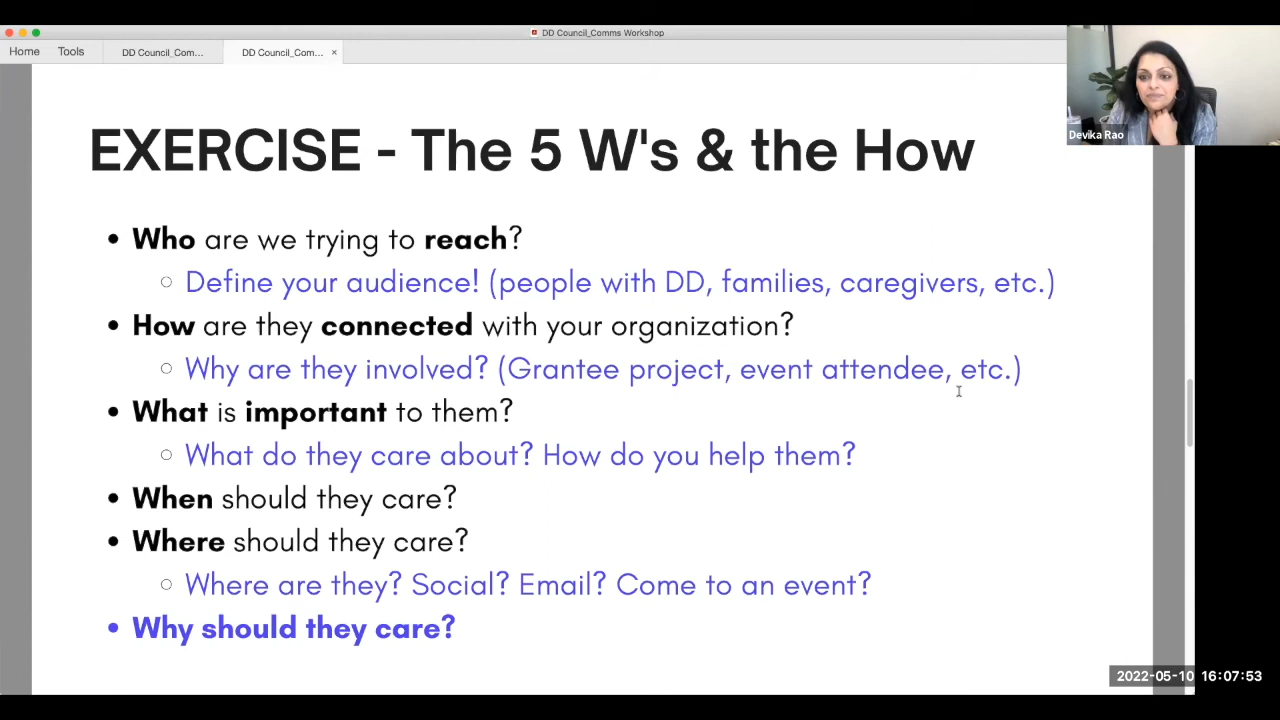 DD Council_Comms Workshop
Home Tools DD Council_Com... DD Council_Com... ×
Devika Rao
EXERCISE - The 5 W's & the How
• Who are we trying to reach?
○ Define your audience! (people with DD, families, caregivers, etc.)
• How are they connected with your organization?
○ Why are they involved? (Grantee project, event attendee, etc.)
• What is important to them?
○ What do they care about? How do you help them?
• When should they care?
• Where should they care?
○ Where are they? Social? Email? Come to an event?
• Why should they care?
2022-05-10 16:07:53